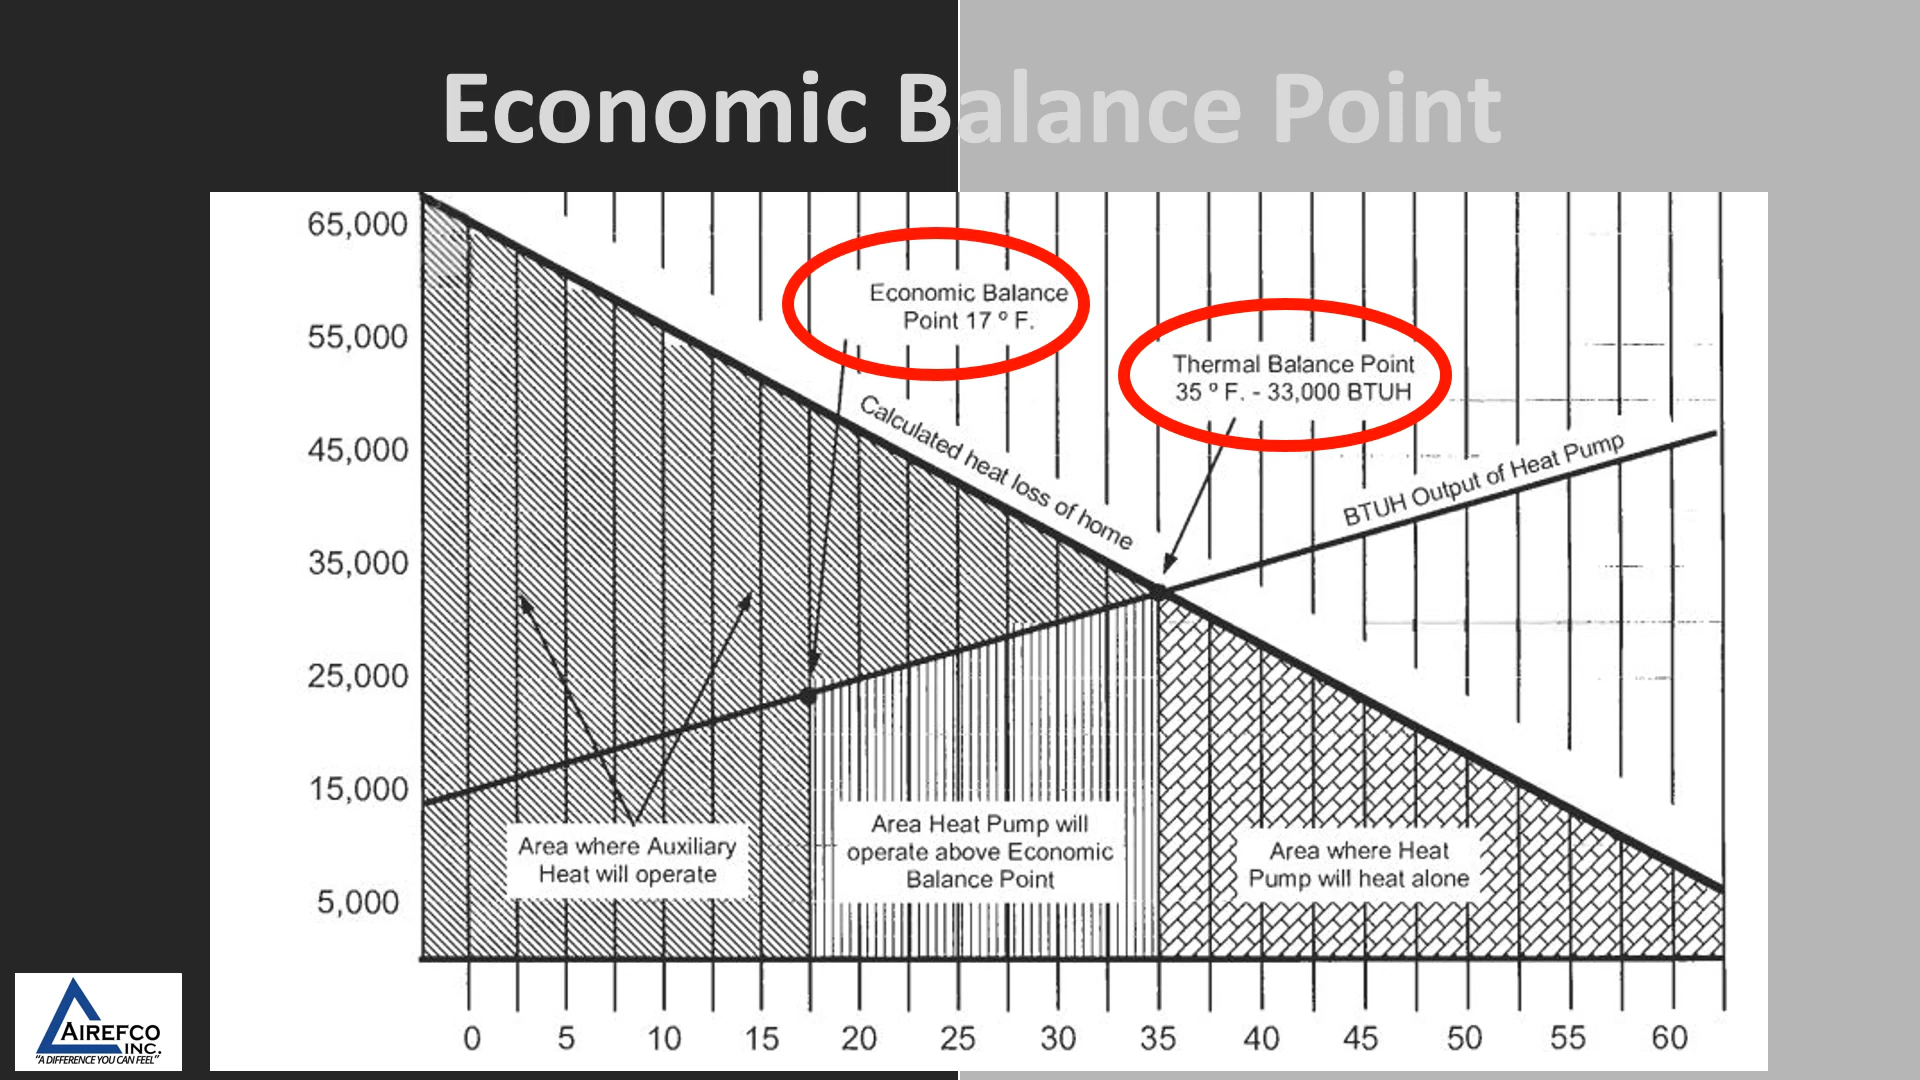 Economic Balance Point
65,000
55,000
45,000
35,000
25,000
15,000
5,000
Economic Balance
Point 17 º F.
Thermal Balance Point
35 º F. - 33,000 BTUH
Calculated heat loss of home
BTUH Output of Heat Pump
Area where Auxiliary
Heat will operate
Area Heat Pump will
operate above Economic
Balance Point
Area where Heat
Pump will heat alone
0 5 10 15 20 25 30 35 40 45 50 55 60
AIREFCO
INC.
"A DIFFERENCE YOU CAN FEEL"